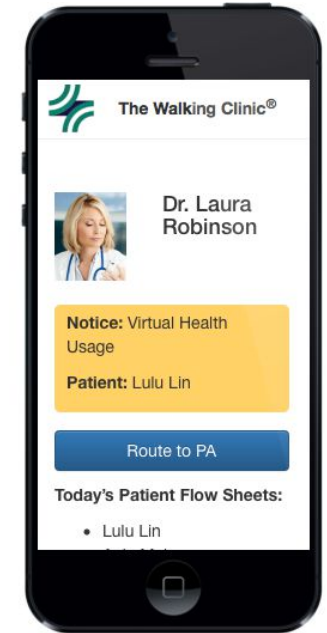 The Walking Clinic®
Dr. Laura
Robinson
Notice: Virtual Health
Usage
Patient: Lulu Lin
Route to PA
Today's Patient Flow Sheets:
• Lulu Lin